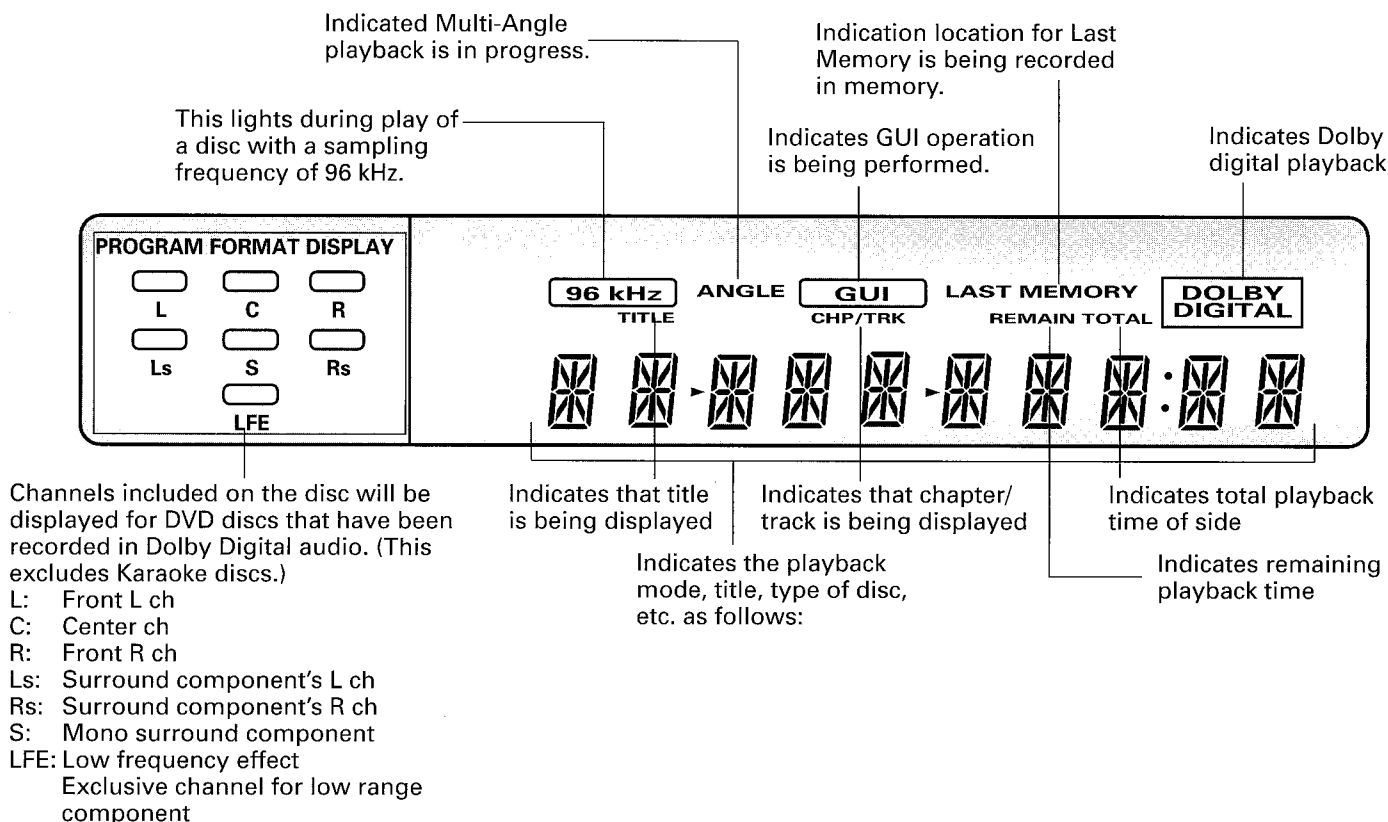 Indicated Multi-Angle
playback is in progress.
Indication location for Last
Memory is being recorded
in memory.
This lights during play of
a disc with a sampling
frequency of 96 kHz.
Indicates GUI operation
is being performed.
Indicates Dolby
digital playback
PROGRAM FORMAT DISPLAY
L C R
Ls S Rs
LFE
96 kHz ANGLE GUI LAST MEMORY DOLBY
DIGITAL
TITLE CHP/TRK REMAIN TOTAL
Channels included on the disc will be
displayed for DVD discs that have been
recorded in Dolby Digital audio. (This
excludes Karaoke discs.)
L: Front L ch
C: Center ch
R: Front R ch
Ls: Surround component's L ch
Rs: Surround component's R ch
S: Mono surround component
LFE: Low frequency effect
Exclusive channel for low range
component
Indicates that title
is being displayed
Indicates the playback
mode, title, type of disc,
etc. as follows:
Indicates that chapter/
track is being displayed
Indicates total playback
time of side
Indicates remaining
playback time